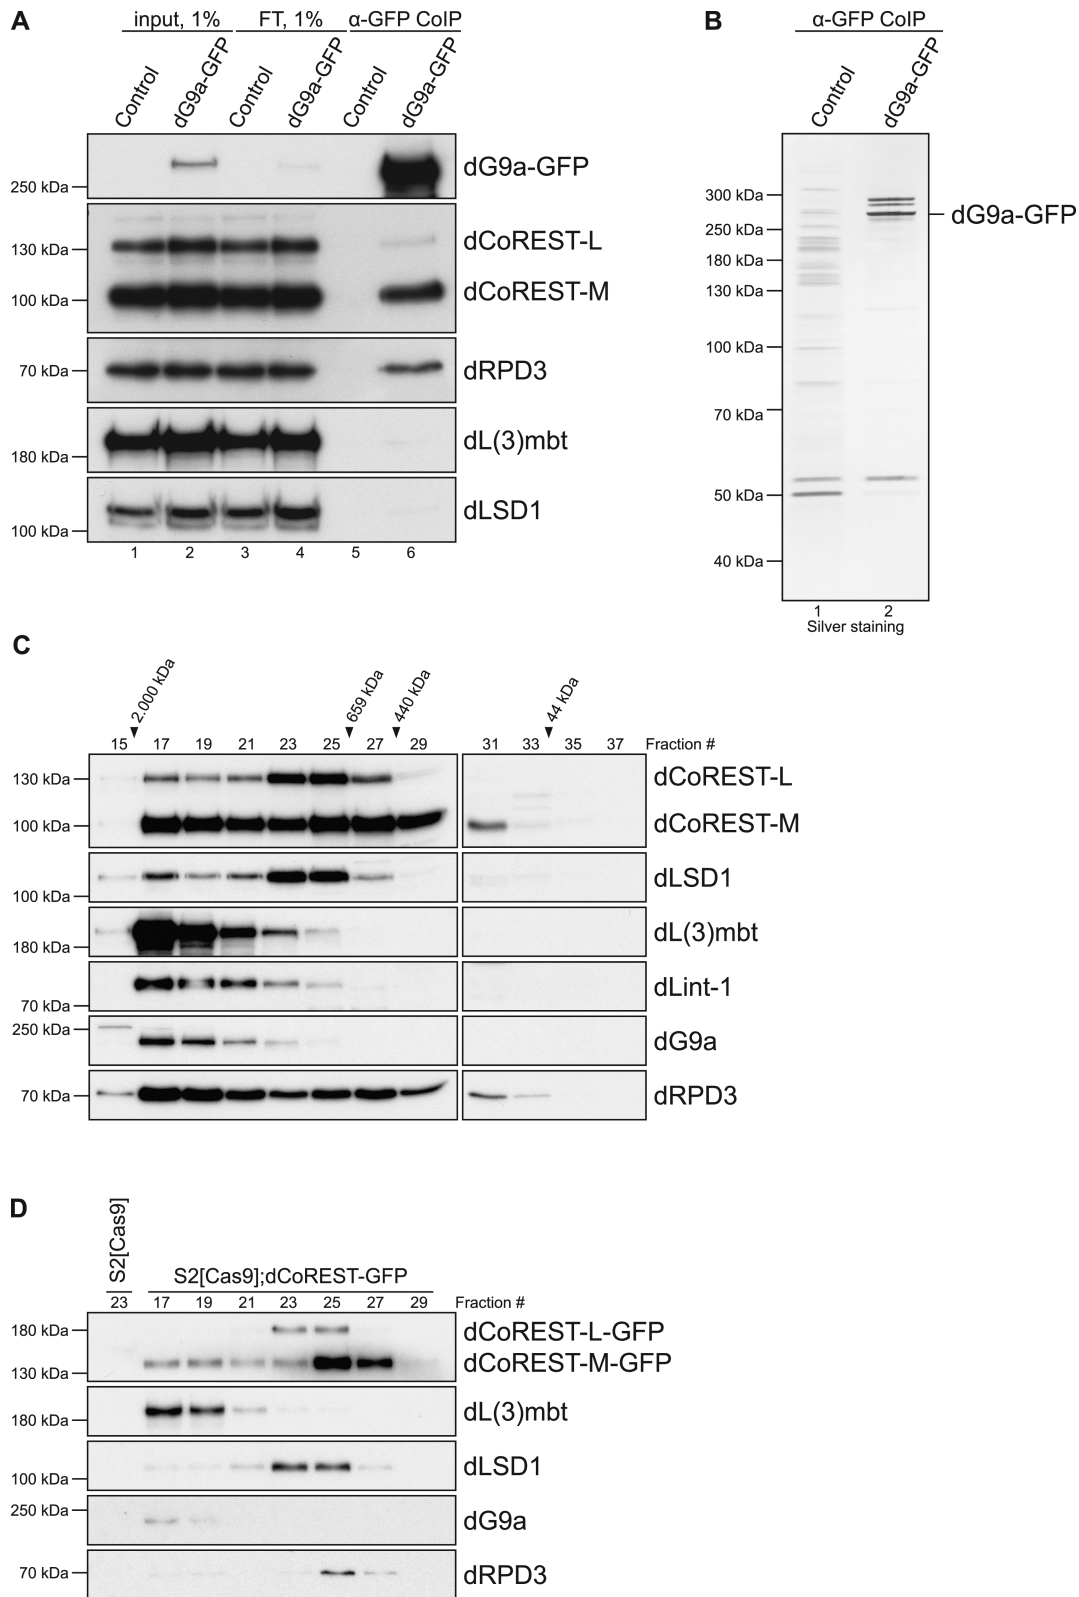 A
input, 1% FT, 1% α-GFP CoIP
Control dG9a-GFP Control dG9a-GFP Control dG9a-GFP
250 kDa
dG9a-GFP
130 kDa
dCoREST-L
100 kDa
dCoREST-M
70 kDa
dRPD3
180 kDa
dL(3)mbt
100 kDa
dLSD1
1 2 3 4 5 6
B
α-GFP CoIP
Control dG9a-GFP
300 kDa
dG9a-GFP
250 kDa
180 kDa
130 kDa
100 kDa
70 kDa
50 kDa
40 kDa
1 2
Silver staining
C
2.000 kDa 659 kDa 440 kDa 44 kDa
15 17 19 21 23 25 27 29 31 33 35 37 Fraction #
130 kDa dCoREST-L
100 kDa dCoREST-M
100 kDa dLSD1
180 kDa dL(3)mbt
70 kDa dLint-1
250 kDa dG9a
70 kDa dRPD3
D
S2[Cas9] S2[Cas9];dCoREST-GFP
23 17 19 21 23 25 27 29 Fraction #
180 kDa dCoREST-L-GFP
130 kDa dCoREST-M-GFP
180 kDa dL(3)mbt
100 kDa dLSD1
250 kDa dG9a
70 kDa dRPD3